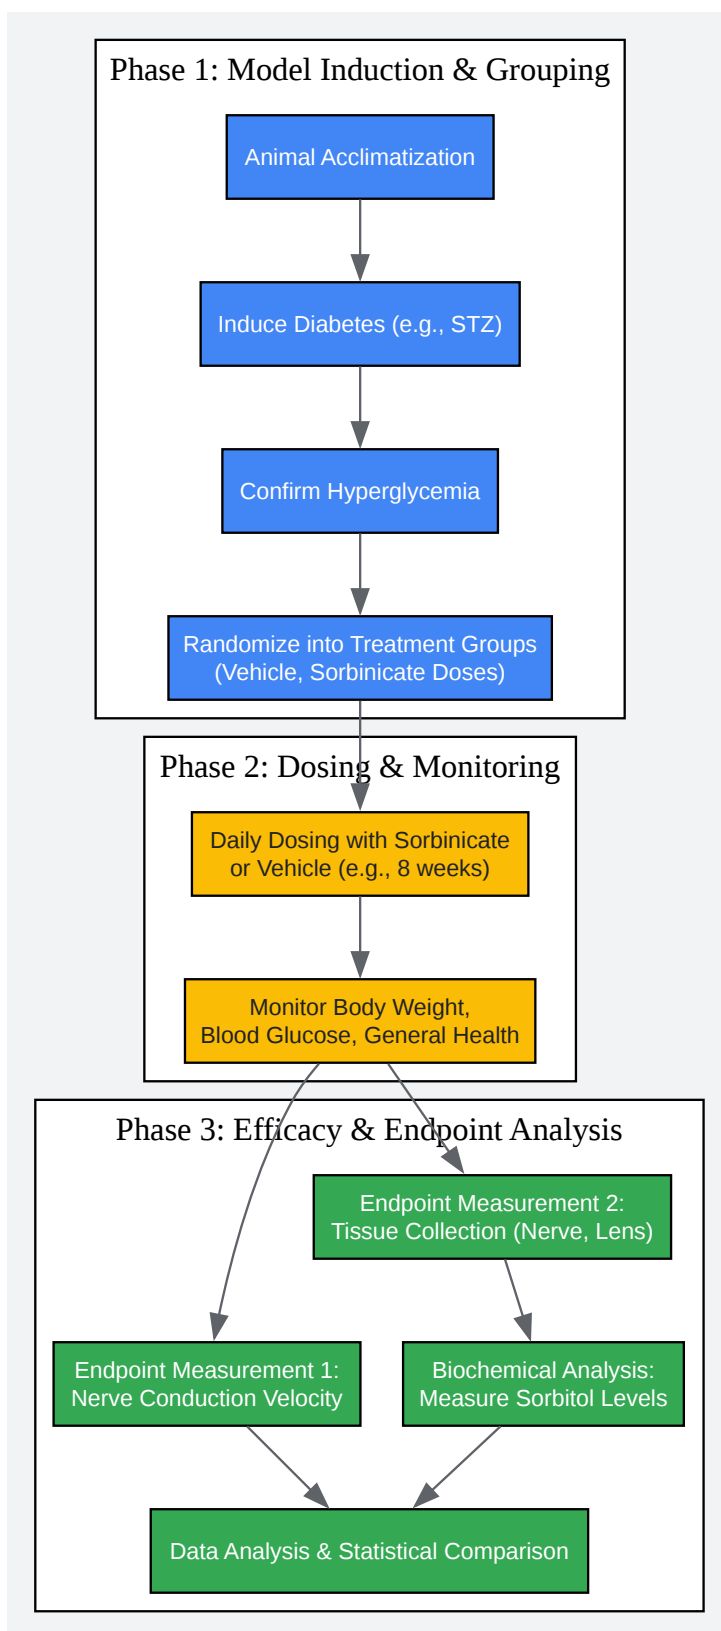 Phase 1: Model Induction & Grouping
Animal Acclimatization
Induce Diabetes (e.g., STZ)
Confirm Hyperglycemia
Randomize into Treatment Groups
(Vehicle, Sorbinicate Doses)
Phase 2: Dosing & Monitoring
Daily Dosing with Sorbinicate
or Vehicle (e.g., 8 weeks)
Monitor Body Weight,
Blood Glucose, General Health
Phase 3: Efficacy & Endpoint Analysis
Endpoint Measurement 2:
Tissue Collection (Nerve, Lens)
Endpoint Measurement 1:
Nerve Conduction Velocity
Biochemical Analysis:
Measure Sorbitol Levels
Data Analysis & Statistical Comparison